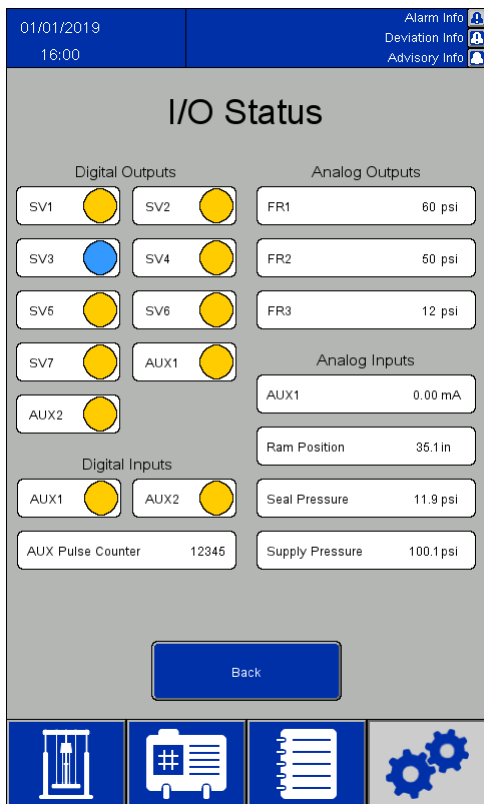 01/01/2019
16:00
Alarm Info
Deviation Info
Advisory Info
I/O Status
Digital Outputs
SV1
SV2
SV3
SV4
SV5
SV6
SV7
AUX1
AUX2
Digital Inputs
AUX1
AUX2
AUX Pulse Counter 12345
Analog Outputs
FR1 60 psi
FR2 50 psi
FR3 12 psi
Analog Inputs
AUX1 0.00 mA
Ram Position 35.1 in
Seal Pressure 11.9 psi
Supply Pressure 100.1 psi
Back
#